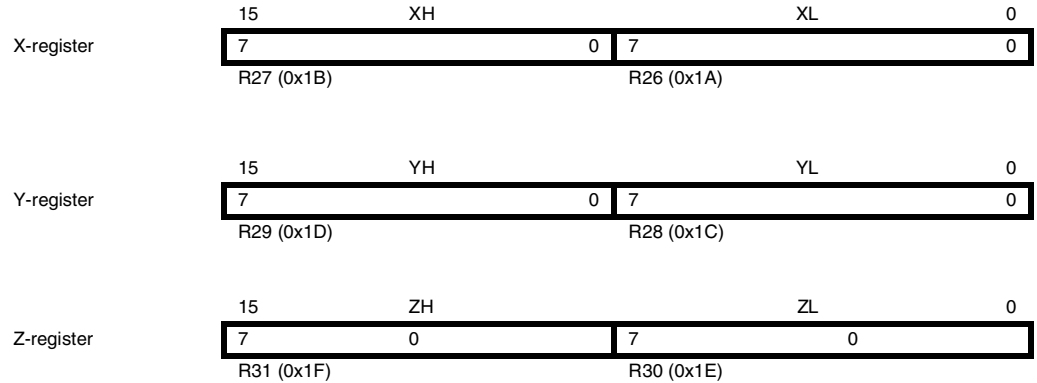 15 XH XL 0
X-register 7 0 7 0
R27 (0x1B) R26 (0x1A)
15 YH YL 0
Y-register 7 0 7 0
R29 (0x1D) R28 (0x1C)
15 ZH ZL 0
Z-register 7 0 7 0
R31 (0x1F) R30 (0x1E)